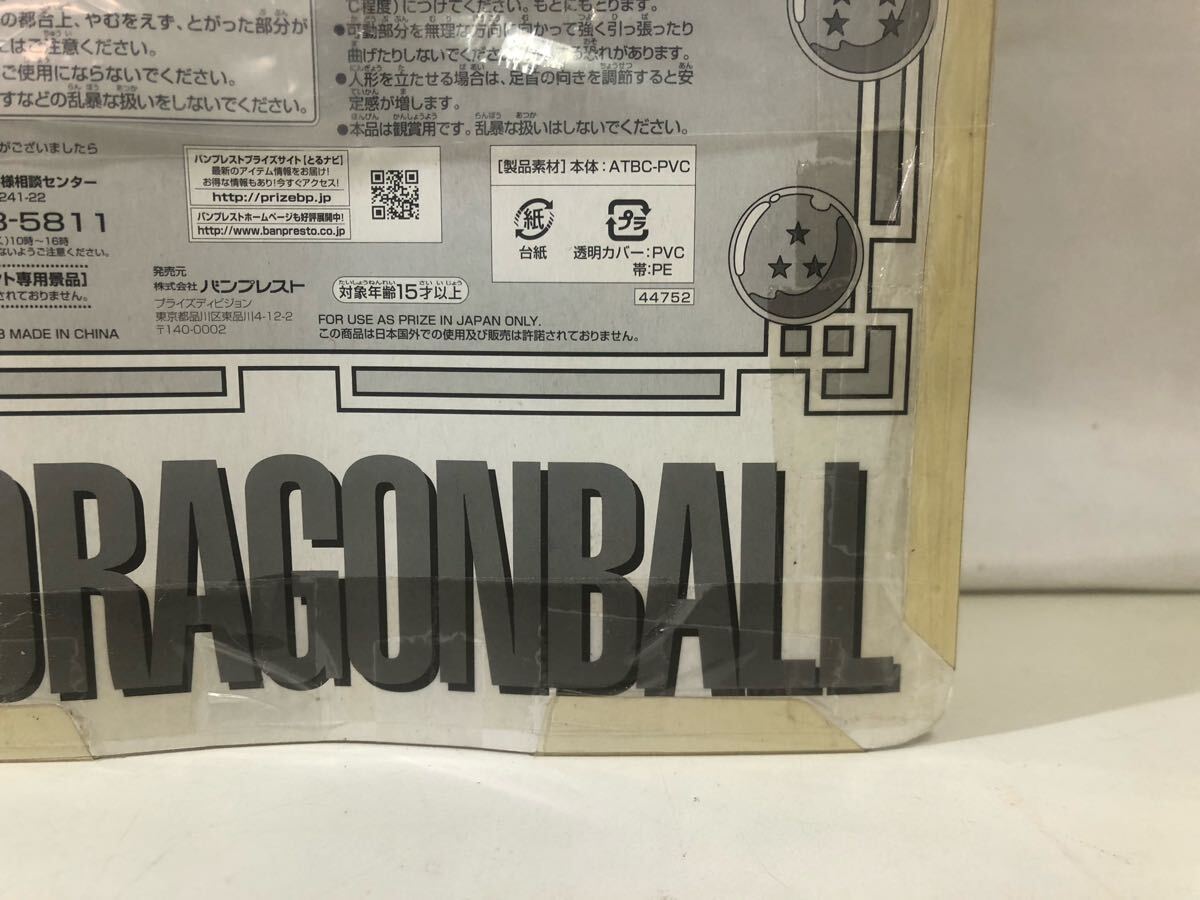 の都合上、やむをえず、とがった部分が
にはご注意ください。
ご使用にならないでください。
すなどの乱暴な扱いをしないでください。
℃程度)につけてください。もとにもどります。
●可動部分を無理な方向に向かって強く引っ張ったり
曲げたりしないでくださ
る恐れがあります。
●人形を立たせる場合は、足首の向きを調節すると安
定感が増します。
●本品は観賞用です。乱暴な扱いはしないでください。
がございましたら
様相談センター
241-22
3-5811
)10時〜16時
ないようご注意ください。
ント専用景品]
されておりません。
MADE IN CHINA
バンプレストプライズサイト[とるナビ]
最新のアイテム情報をお届け!
お得な情報もあり!今すぐアクセス!
http://prizebp.jp
バンプレストホームページも好評展開中!
http://www.banpresto.co.jp
発売元
株式会社 バンプレスト
プライズディビジョン
東京都品川区東品川4-12-2
〒140-0002
対象年齢15才以上
[製品素材]本体:ATBC-PVC
紙
プラ
台紙
透明カバー:PVC
帯:PE
44752
FOR USE AS PRIZE IN JAPAN ONLY.
この商品は日本国外での使用及び販売は許諾されておりません。
DRAGONBALL